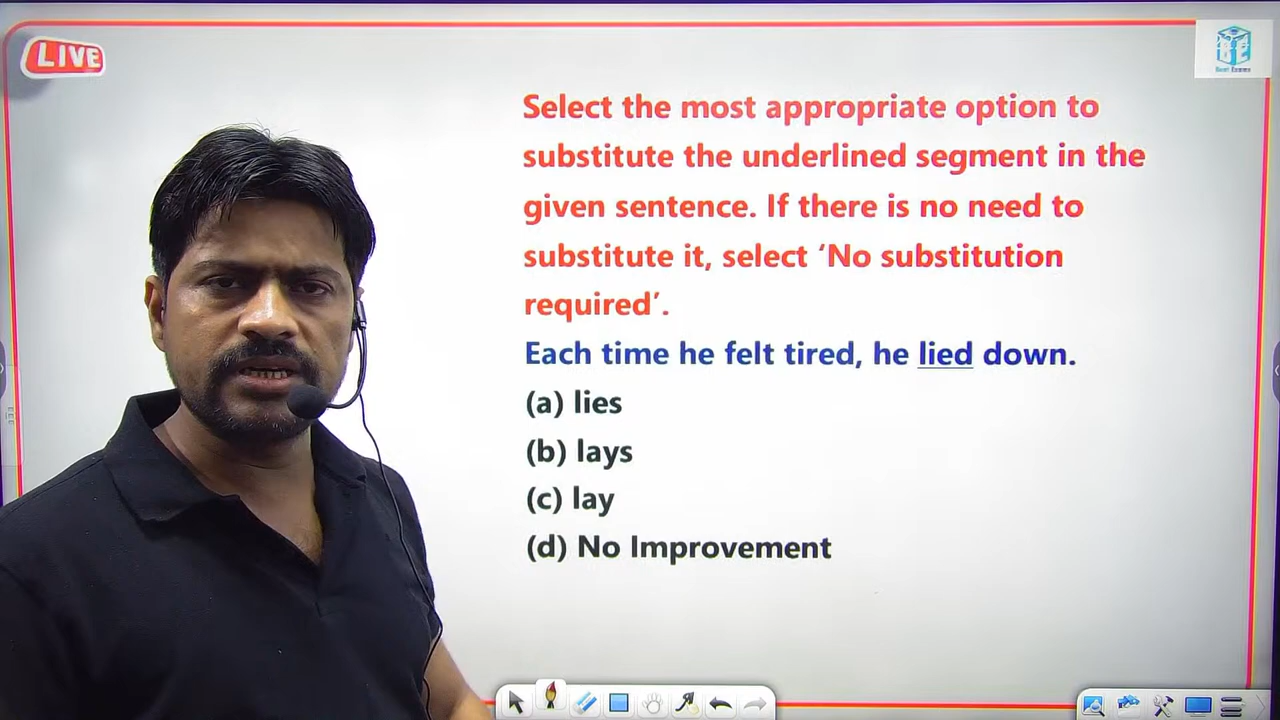 LIVE
Select the most appropriate option to
substitute the underlined segment in the
given sentence. If there is no need to
substitute it, select ‘No substitution
required’.
Each time he felt tired, he lied down.
(a) lies
(b) lays
(c) lay
(d) No Improvement